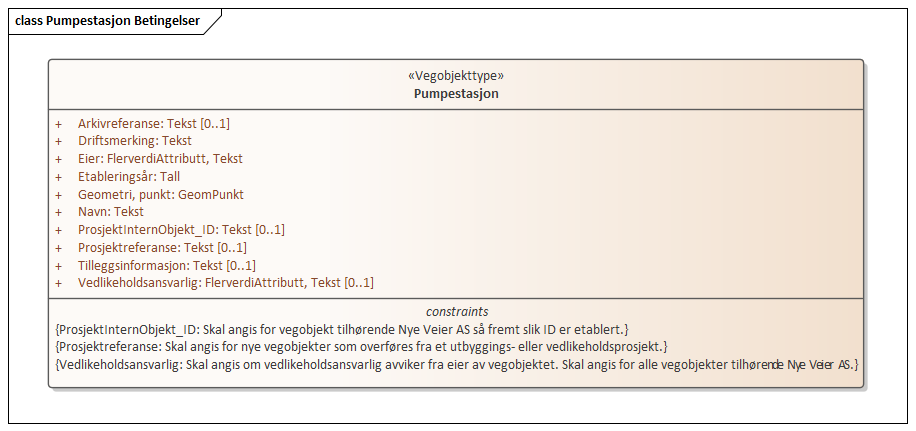 class Pumpestasjon Betingelser
«Vegobjekttype»
Pumpestasjon
+ Arkivreferanse: Tekst [0..1]
+ Driftsmerking: Tekst
+ Eier: FlerverdiAttributt, Tekst
+ Etableringsår: Tall
+ Geometri, punkt: GeomPunkt
+ Navn: Tekst
+ ProsjektInternObjekt_ID: Tekst [0..1]
+ Prosjektreferanse: Tekst [0..1]
+ Tilleggsinformasjon: Tekst [0..1]
+ Vedlikeholdsansvarlig: FlerverdiAttributt, Tekst [0..1]
constraints
{ProsjektInternObjekt_ID: Skal angis for vegobjekt tilhørende Nye Veier AS så fremt slik ID er etablert.}
{Prosjektreferanse: Skal angis for nye vegobjekter som overføres fra et utbyggings- eller vedlikeholdsprosjekt.}
{Vedlikeholdsansvarlig: Skal angis om vedlikeholdsansvarlig avviker fra eier av vegobjektet. Skal angis for alle vegobjekter tilhørende Nye Veier AS.}